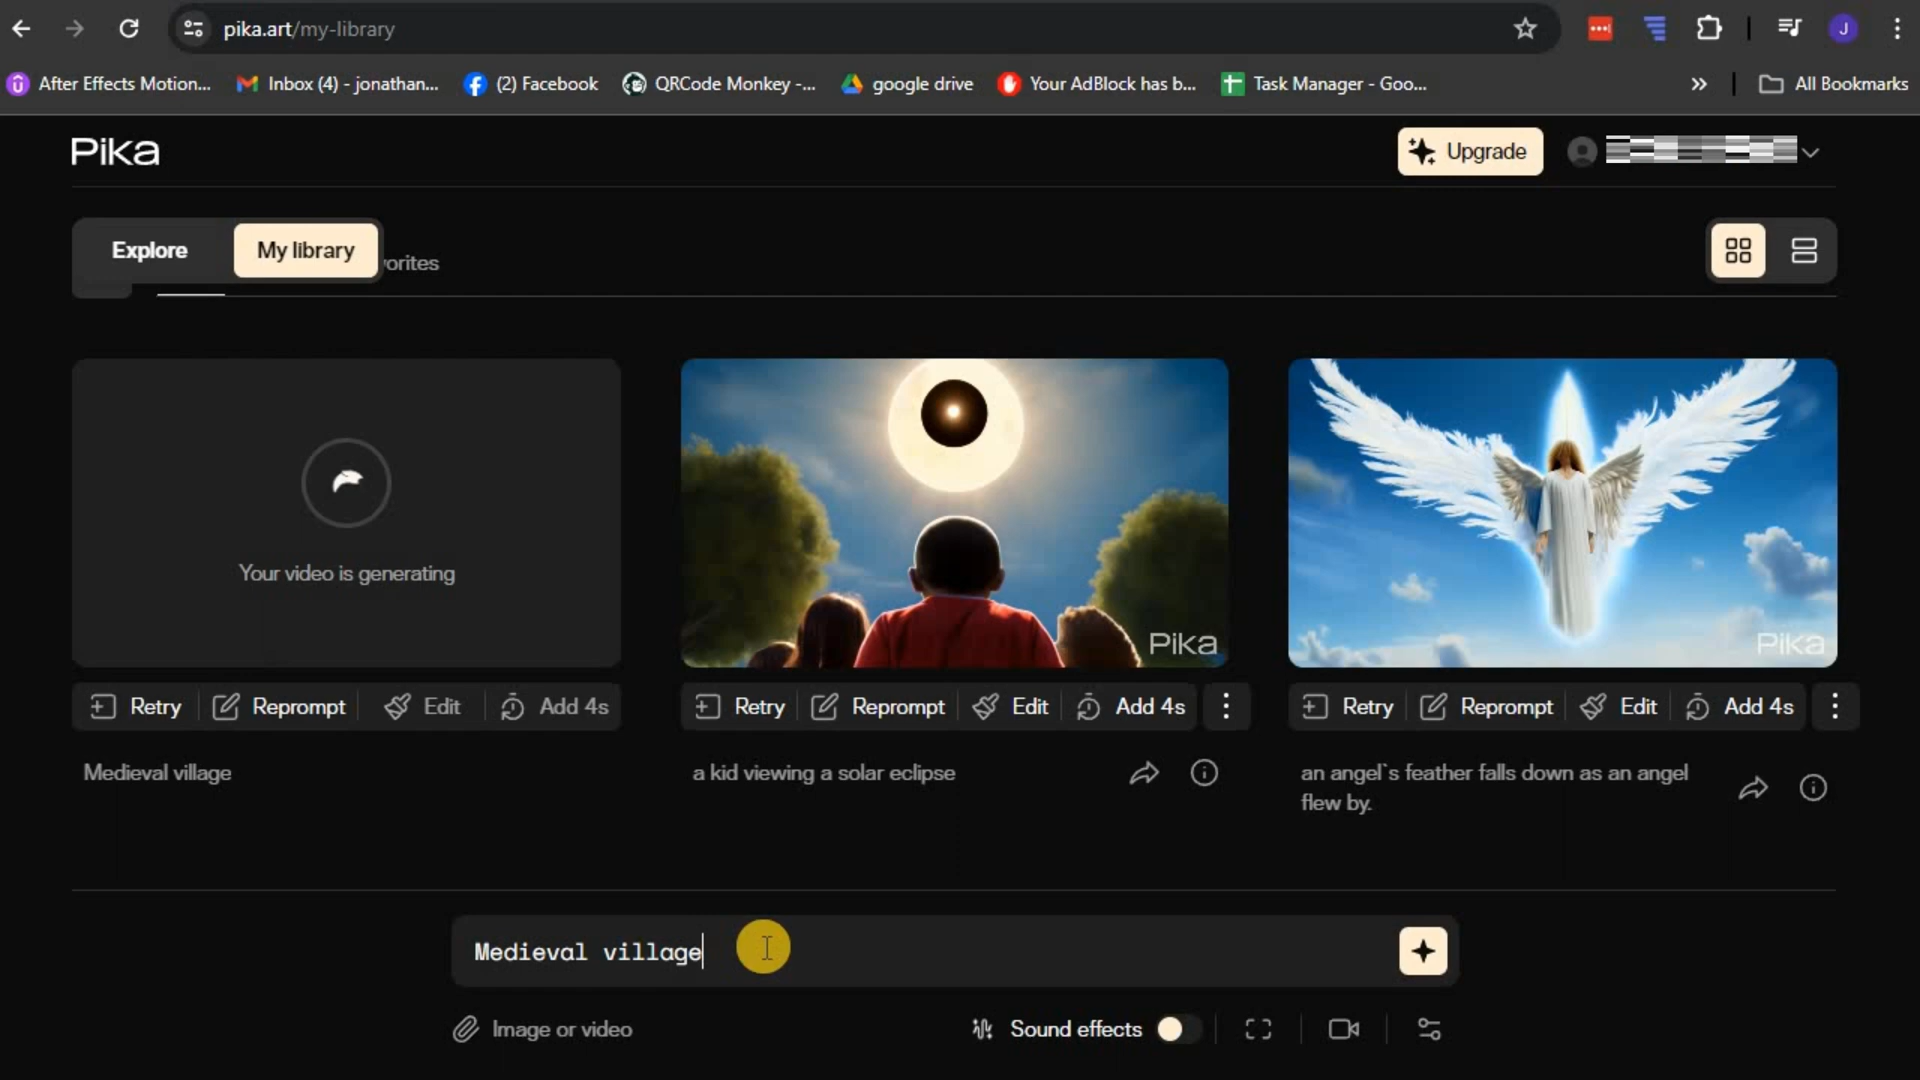 pika.art/my-library
J
After Effects Motion...
Inbox (4) - jonathan...
(2) Facebook
QRCode Monkey -...
google drive
Your AdBlock has b...
Task Manager - Goo...
All Bookmarks
Pika
Upgrade
Explore
My library
orites
Your video is generating
Pika
Pika
Retry
Reprompt
Edit
Add 4s
Retry
Reprompt
Edit
Add 4s
Retry
Reprompt
Edit
Add 4s
Medieval village
a kid viewing a solar eclipse
an angel`s feather falls down as an angel
flew by.
Medieval village
Image or video
Sound effects